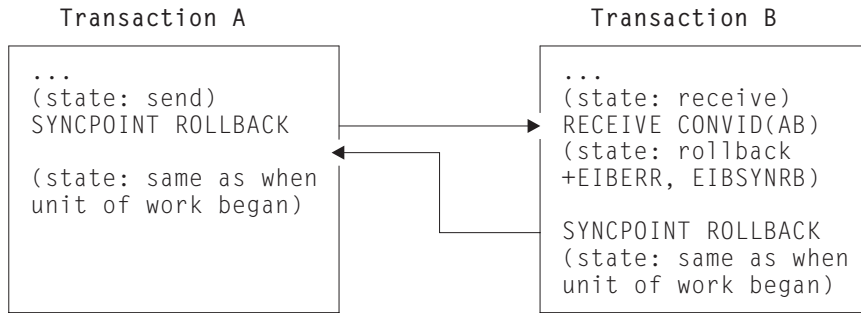 Transaction A
...
(state: send)
SYNCPOINT ROLLBACK
(state: same as when
unit of work began)
Transaction B
...
(state: receive)
RECEIVE CONVID(AB)
(state: rollback
+EIBERR, EIBSYNRB)
SYNCPOINT ROLLBACK
(state: same as when
unit of work began)